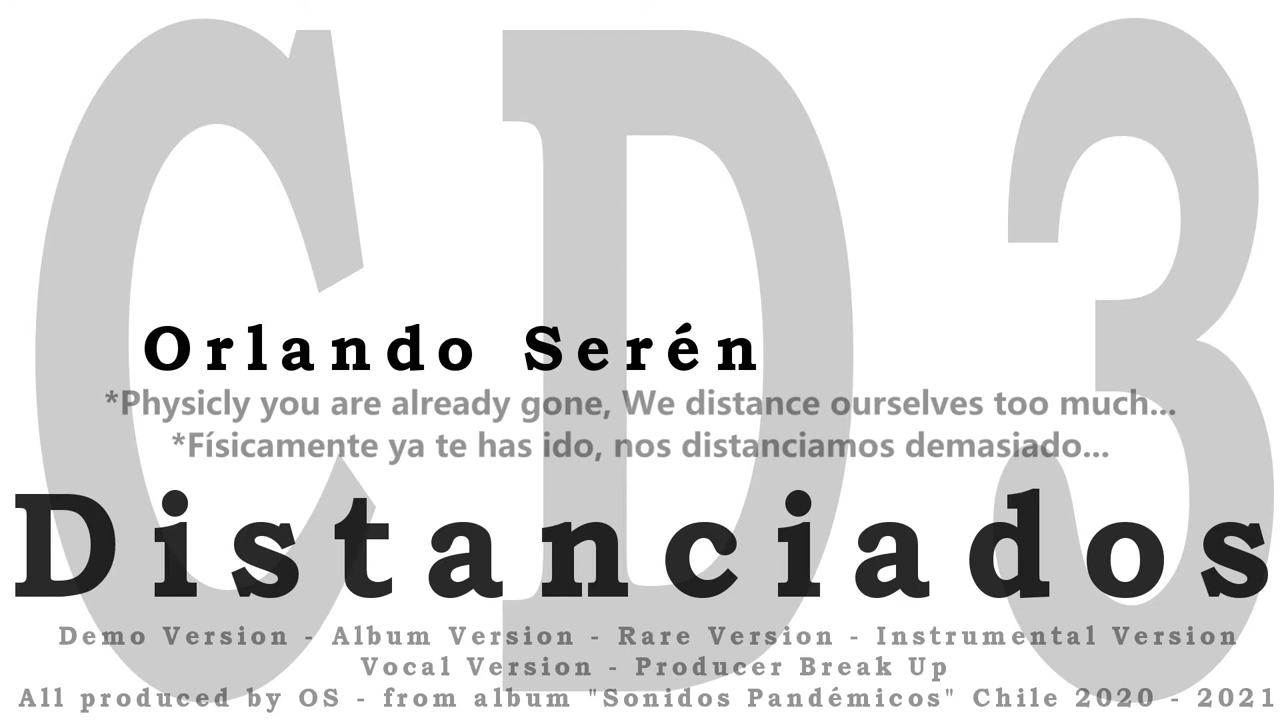 CD3
Orlando Serén
*Physicly you are already gone, We distance ourselves too much...
*Físicamente ya te has ido, nos distanciamos demasiado...
Distanciados
Demo Version - Album Version - Rare Version - Instrumental Version
Vocal Version - Producer Break Up
All produced by OS - from album "Sonidos Pandémicos" Chile 2020 - 2021